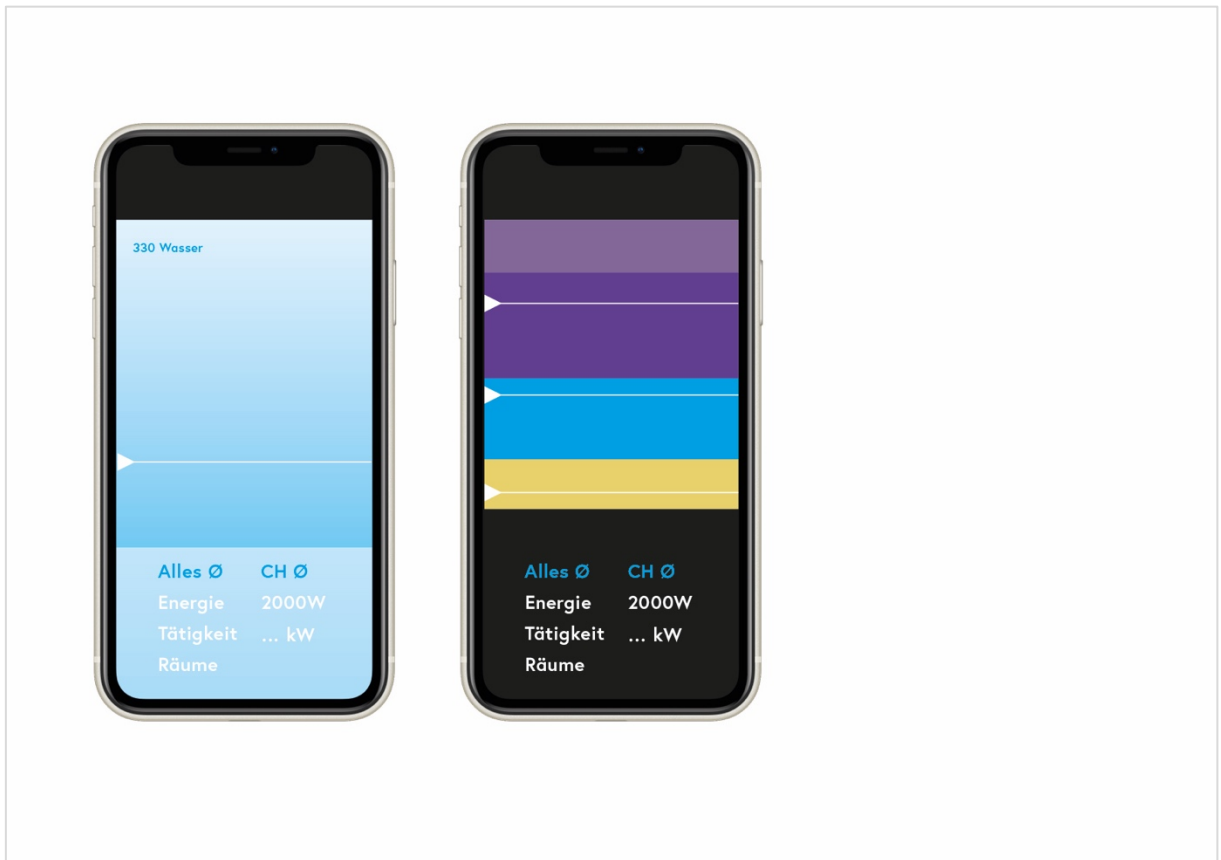 330 Wasser
Alles Ø CH Ø
Energie 2000W
Tätigkeit ... kW
Räume
Alles Ø CH Ø
Energie 2000W
Tätigkeit ... kW
Räume